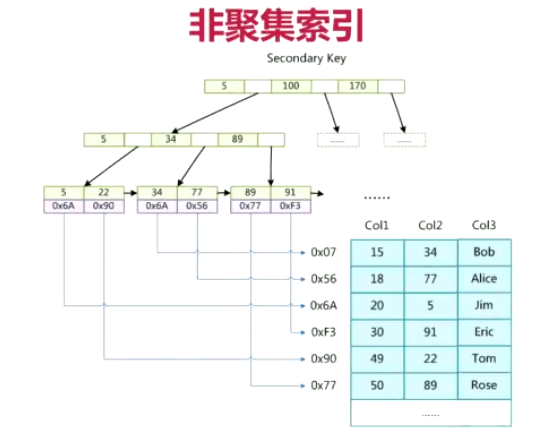 非聚集索引
Secondary Key
5 100 170
5 34 89
...... ......
5 22 34 77 89 91
0x6A 0x90 0x6A 0x56 0x77 0xF3
......
Col1 Col2 Col3
0x07 15 34 Bob
0x56 18 77 Alice
0x6A 20 5 Jim
0xF3 30 91 Eric
0x90 49 22 Tom
0x77 50 89 Rose
......